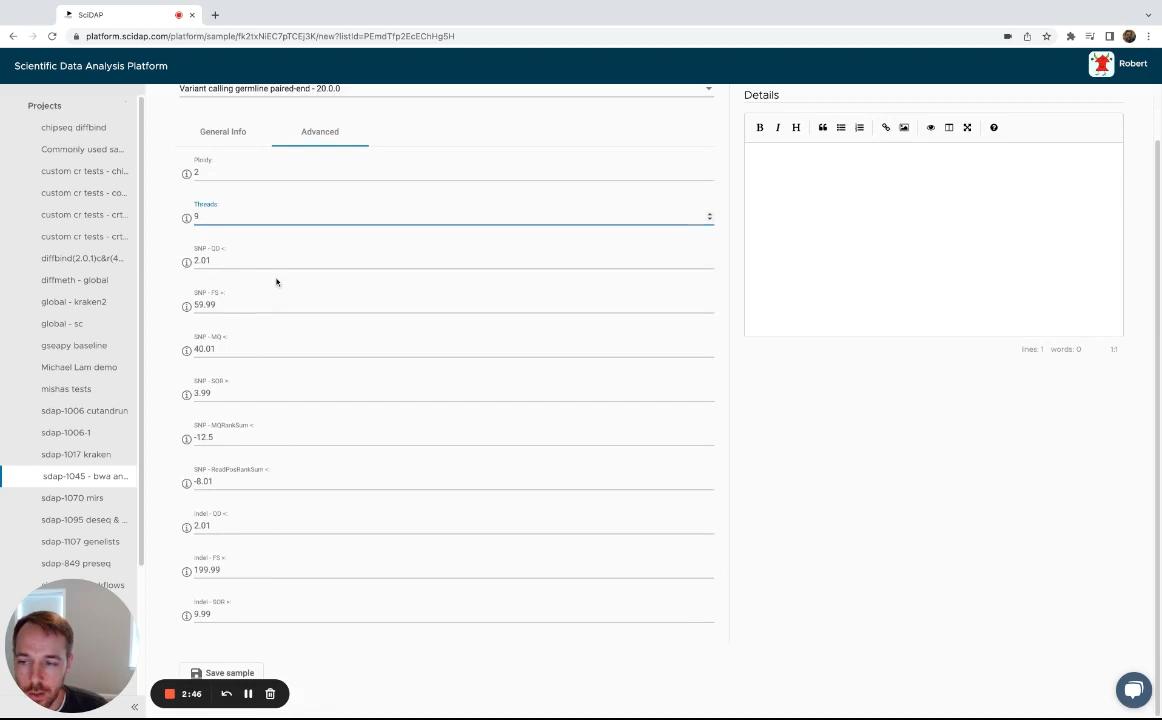 SciDAP
platform.scidap.com/platform/sample/fk2txNiEC7pTCEj3K/new?listId=PEmdTfp2EcEChHg5H
Scientific Data Analysis Platform
Robert
Projects
chipseq diffbind
Commonly used sa...
custom cr tests - chi...
custom cr tests - co...
custom cr tests - crt...
custom cr tests - crt...
diffbind(2.0.1)c&r(4...
diffmeth - global
global - kraken2
global - sc
gseapy baseline
Michael Lam demo
mishas tests
sdap-1006 cutandrun
sdap-1006-1
sdap-1017 kraken
sdap-1045 - bwa an...
sdap-1070 mirs
sdap-1095 deseq & ...
sdap-1107 genelists
sdap-849 preseq
Variant calling germline paired-end - 20.0.0
General Info
Advanced
Ploidy:
2
Threads:
9
SNP - QD <:
2.01
SNP - FS >:
59.99
SNP - MQ <:
40.01
SNP - SOR >:
3.99
SNP - MQRankSum <:
-12.5
SNP - ReadPosRankSum <:
-8.01
Indel - QD <:
2.01
Indel - FS >:
199.99
Indel - SOR >:
9.99
Save sample
2:46
Details
B I H
lines: 1 words: 0 1:1